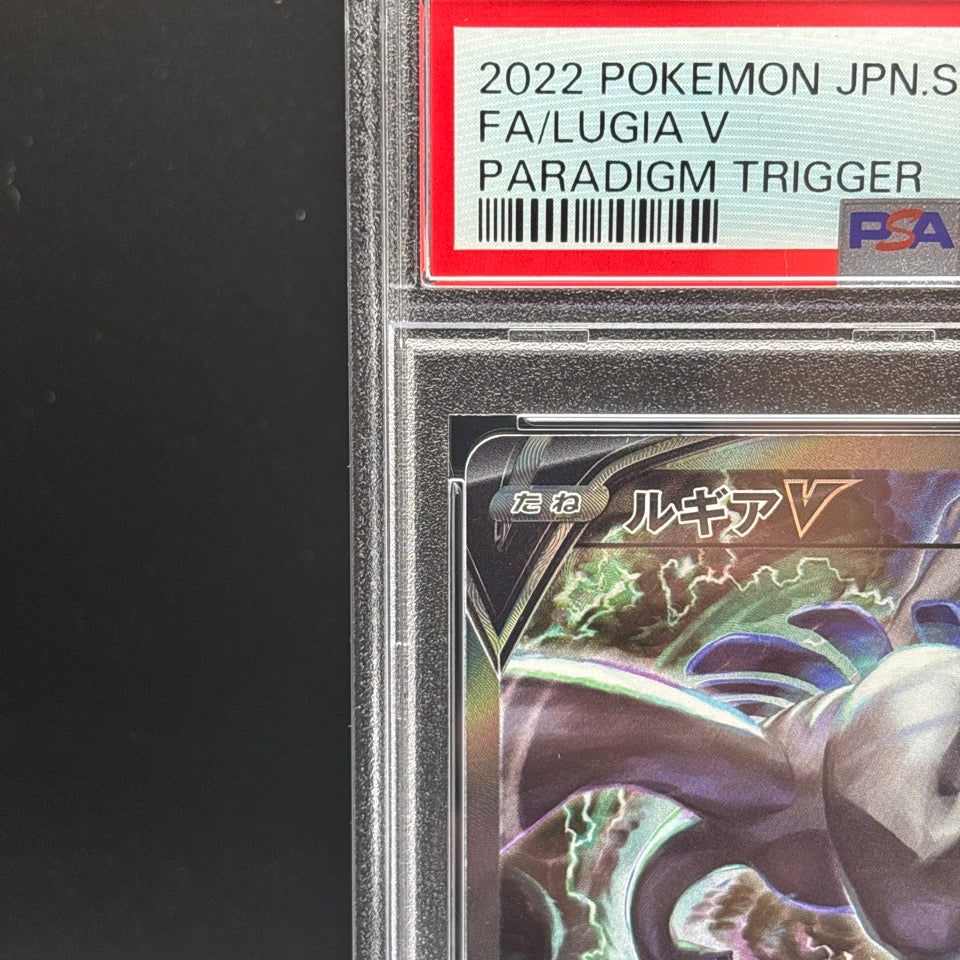 2022 POKEMON JPN.S
FA/LUGIA V
PARADIGM TRIGGER
PSA
たね ルギアV